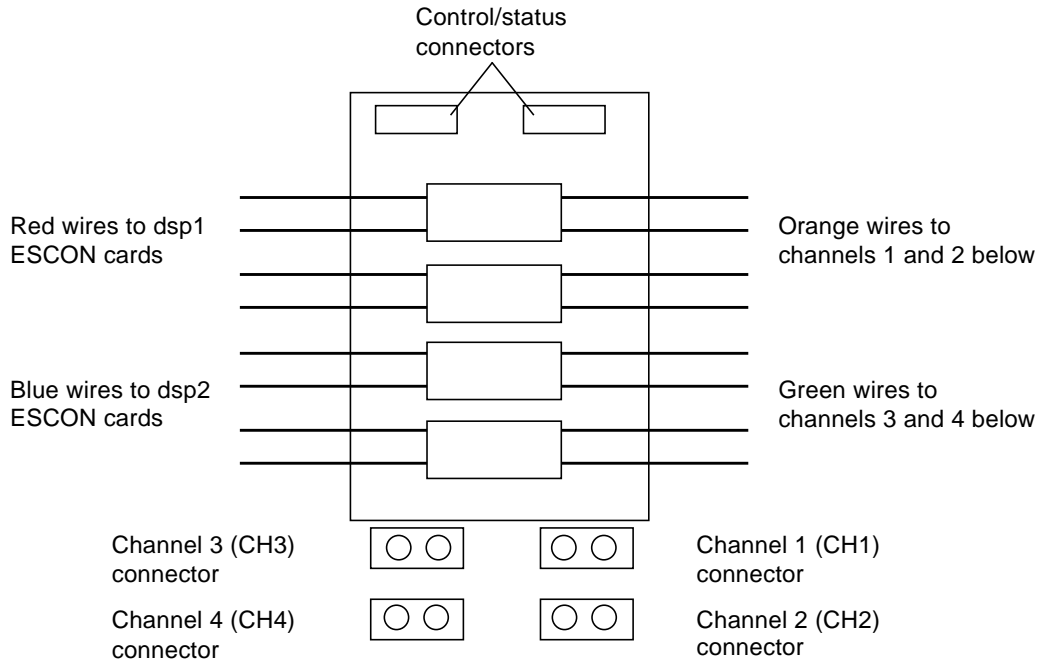 Control/status
connectors
Red wires to dsp1
ESCON cards
Orange wires to
channels 1 and 2 below
Blue wires to dsp2
ESCON cards
Green wires to
channels 3 and 4 below
Channel 3 (CH3)
connector
Channel 1 (CH1)
connector
Channel 4 (CH4)
connector
Channel 2 (CH2)
connector